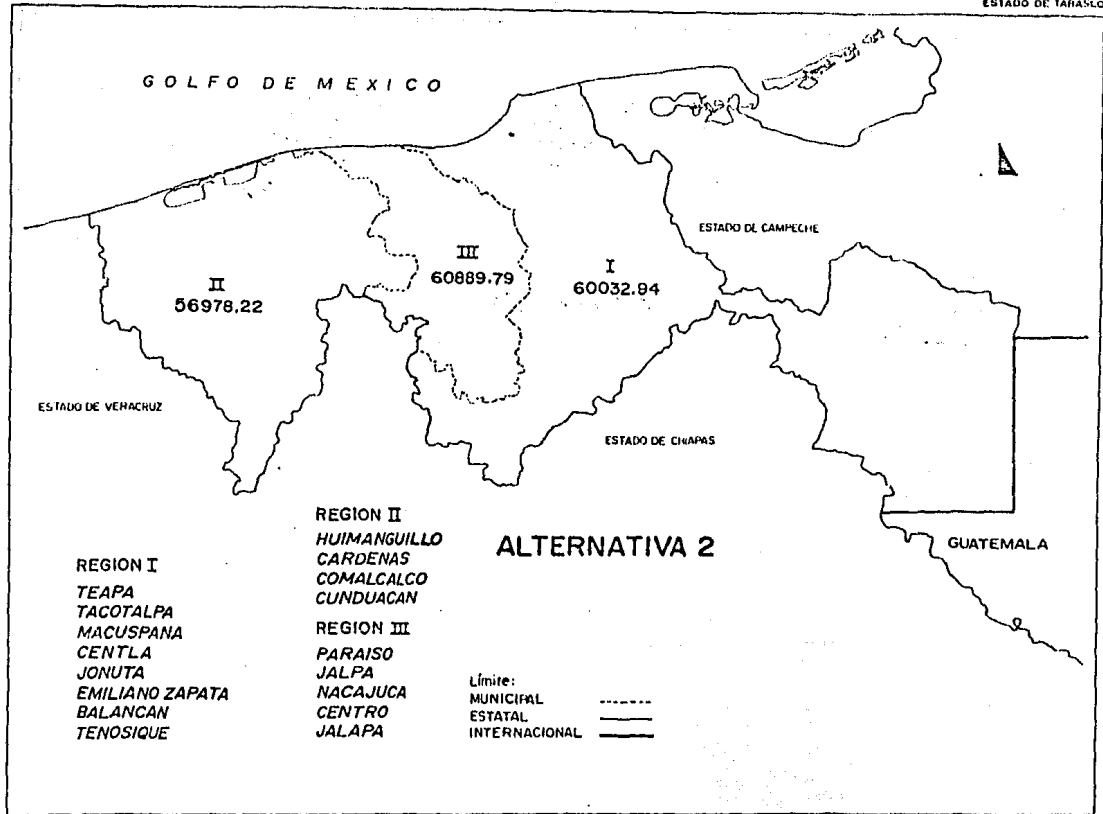 ESTADO DE TABASCO
GOLFO DE MEXICO
ESTADO DE CAMPECHE
III
60889.79
I
60032.94
II
56978.22
ESTADO DE VERACRUZ
ESTADO DE CHIAPAS
GUATEMALA
ALTERNATIVA 2
REGION I
TEAPA
TACOTALPA
MACUSPANA
CENTLA
JONUTA
EMILIANO ZAPATA
BALANCAN
TENOSIQUE
REGION II
HUIMANGUILLO
CARDENAS
COMALCALCO
CUNDUACAN
REGION III
PARAISO
JALPA
NACAJUCA
CENTRO
JALAPA
Límite:
MUNICIPAL
ESTATAL
INTERNACIONAL